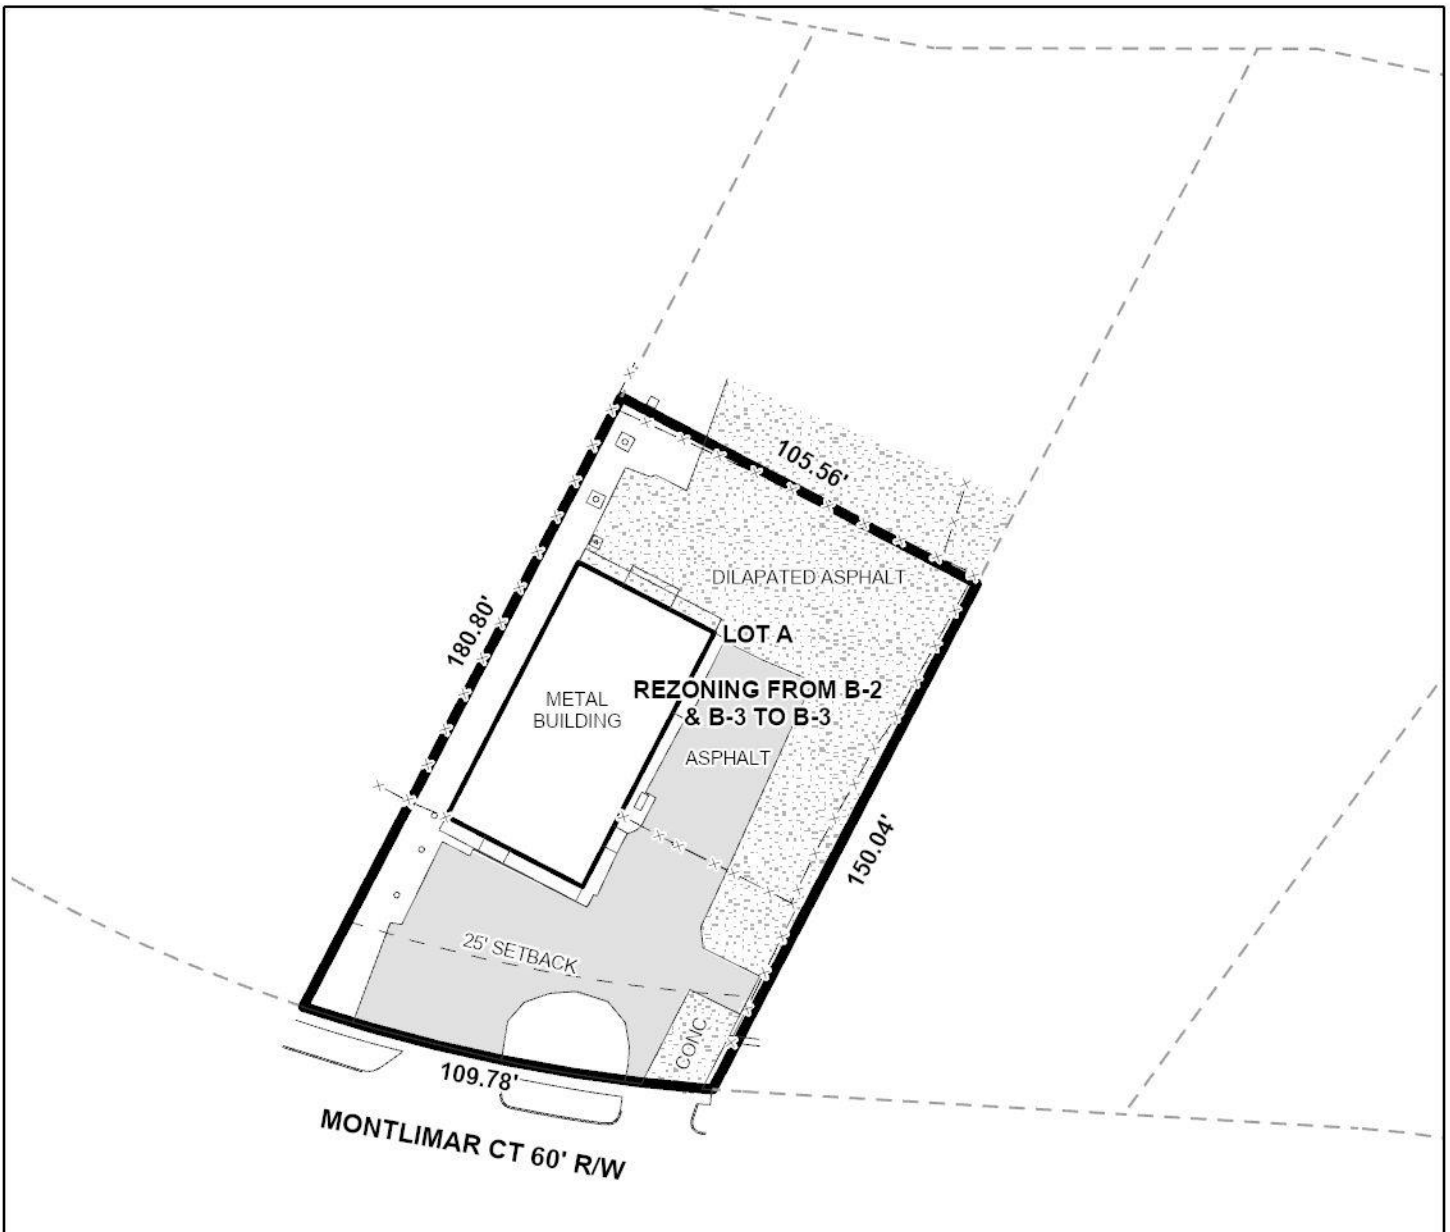 105.56'
DILAPATED ASPHALT
LOT A
180.80'
REZONING FROM B-2
& B-3 TO B-3
METAL
BUILDING
ASPHALT
150.04'
25' SETBACK
CONC
109.78'
MONTLIMAR CT 60' R/W